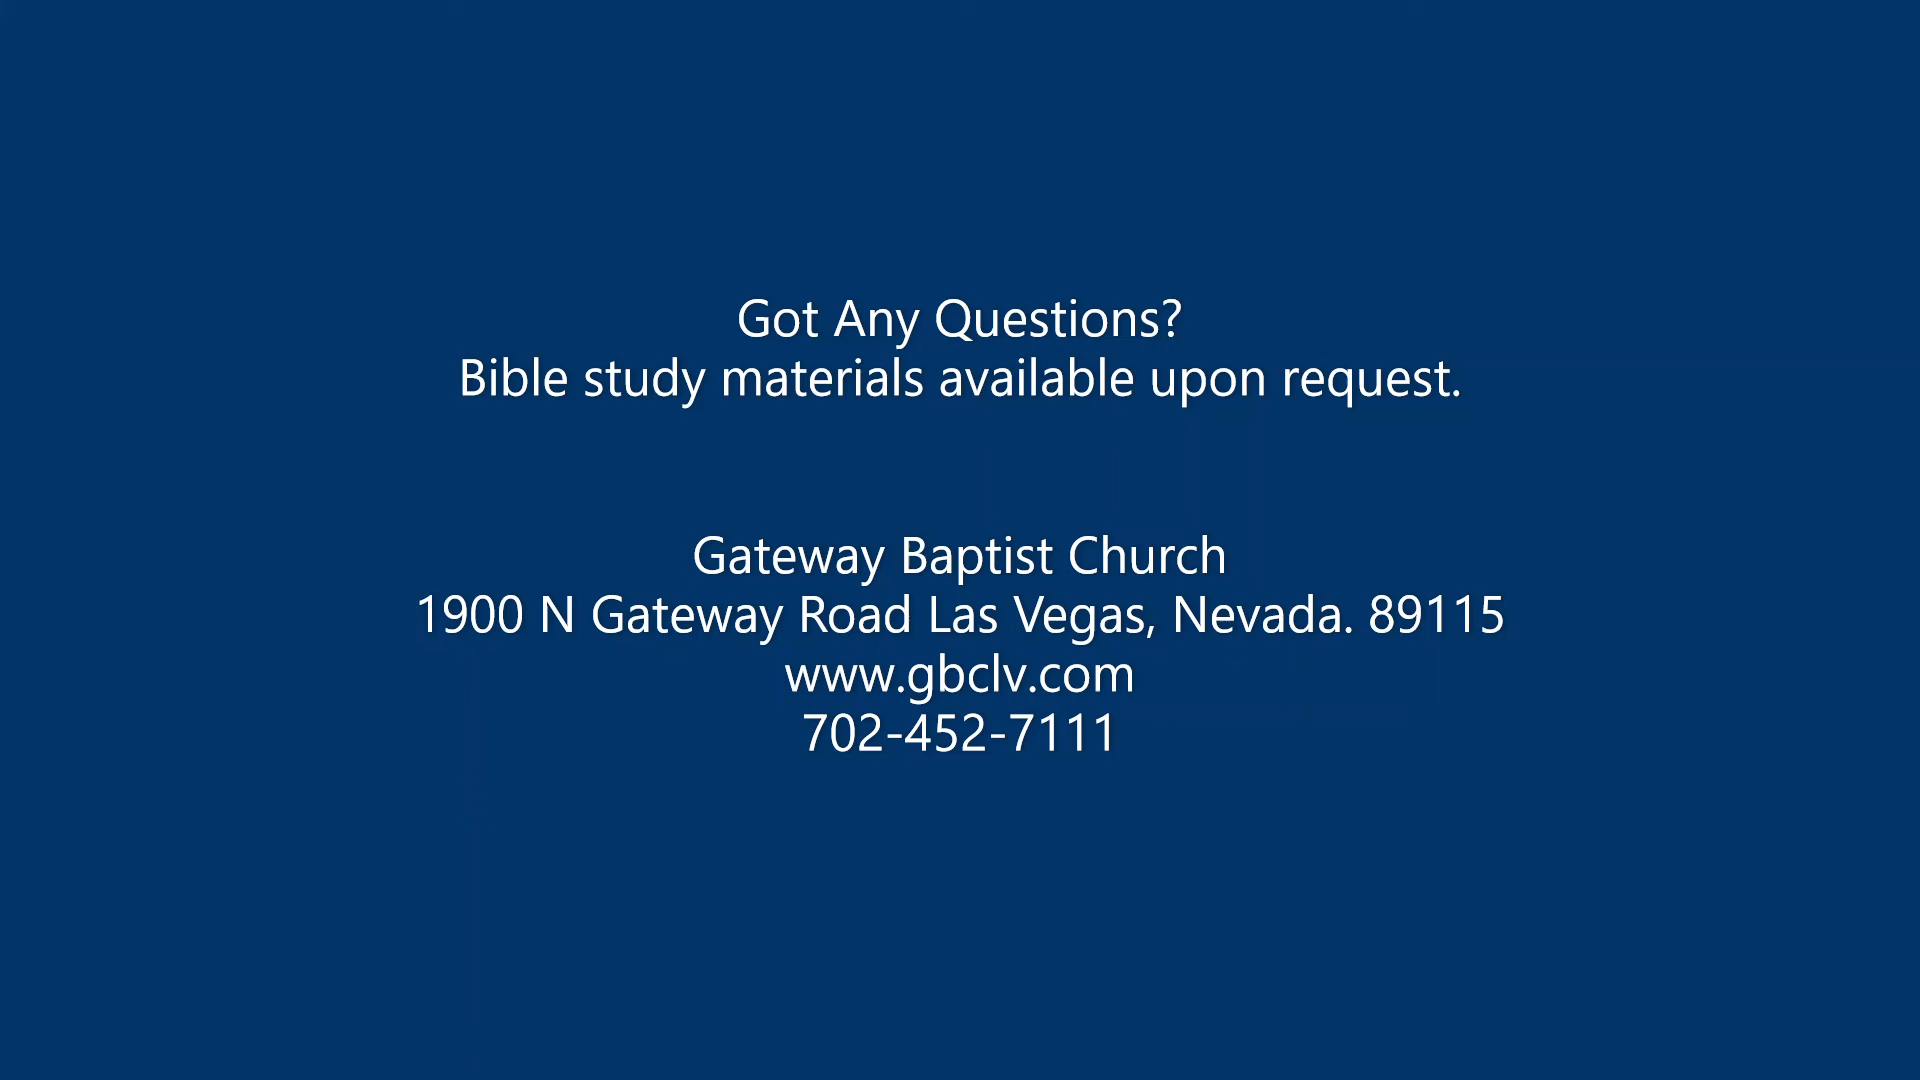 Got Any Questions?
Bible study materials available upon request.
Gateway Baptist Church
1900 N Gateway Road Las Vegas, Nevada. 89115
www.gbclv.com
702-452-7111